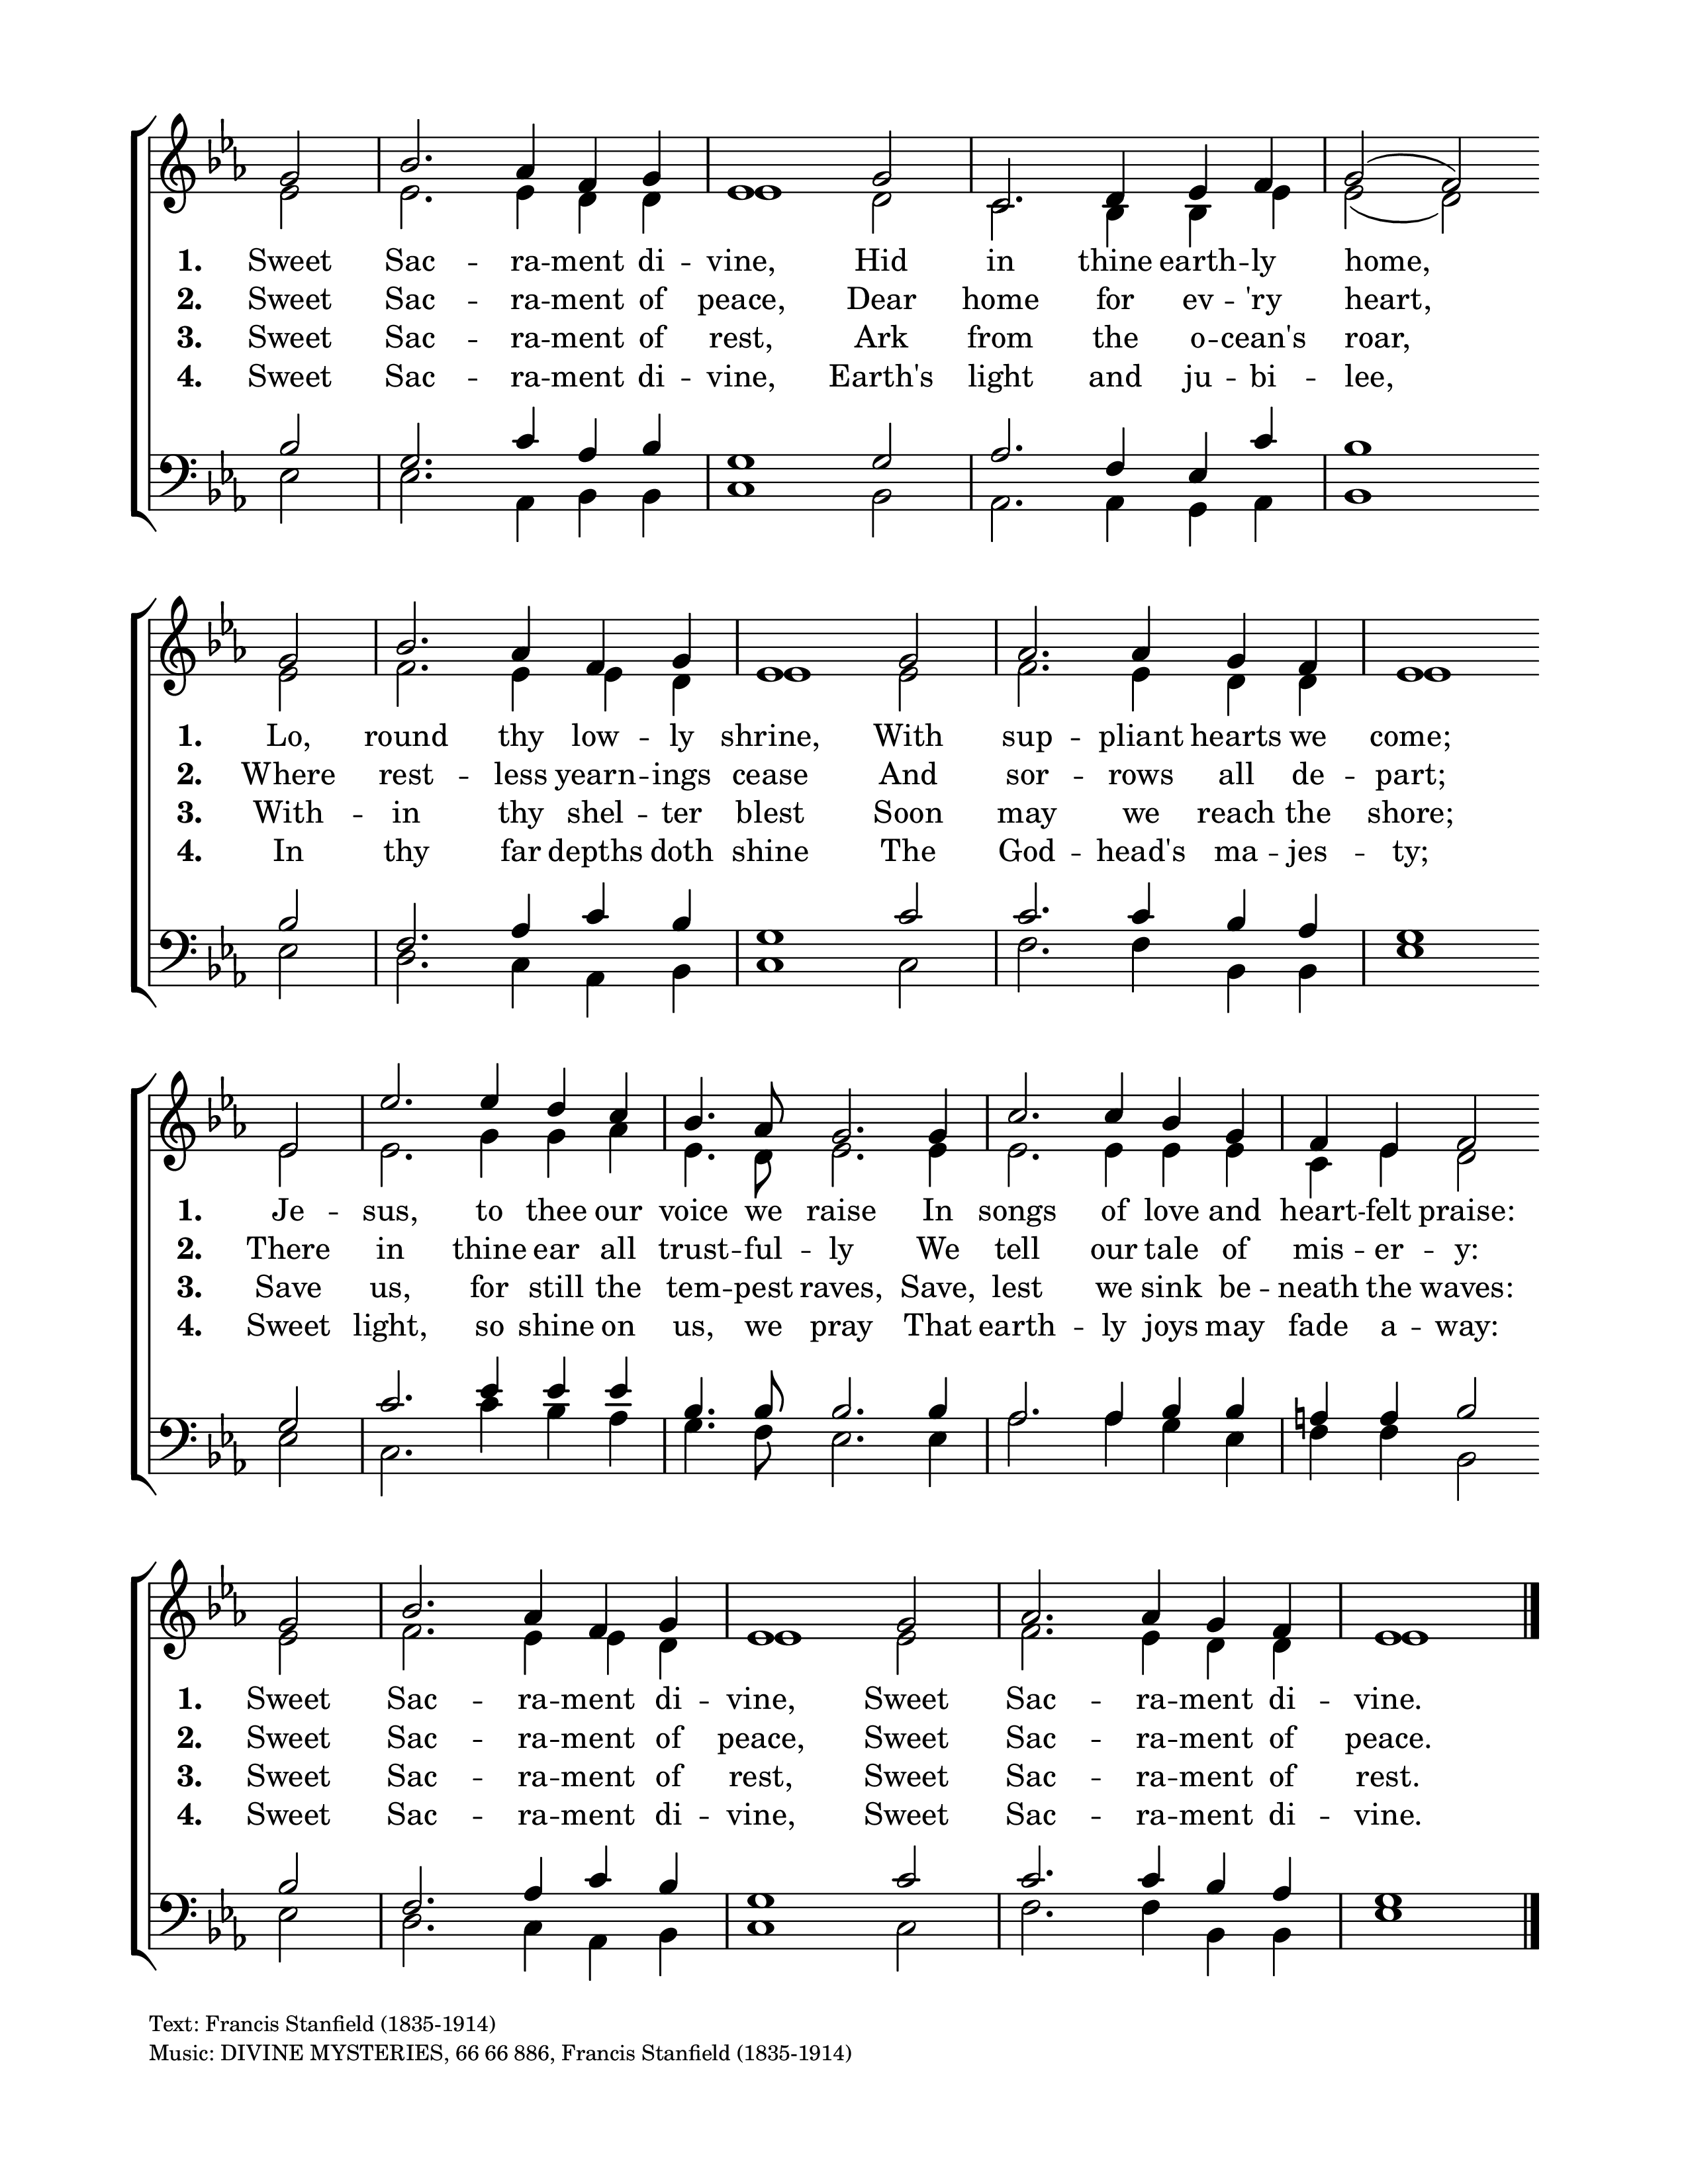 1. Sweet Sac -- ra -- ment di -- vine, Hid in thine earth -- ly home,
2. Sweet Sac -- ra -- ment of peace, Dear home for ev -- 'ry heart,
3. Sweet Sac -- ra -- ment of rest, Ark from the o -- cean's roar,
4. Sweet Sac -- ra -- ment di -- vine, Earth's light and ju -- bi -- lee,
1. Lo, round thy low -- ly shrine, With sup -- pliant hearts we come;
2. Where rest -- less yearn -- ings cease And sor -- rows all de -- part;
3. With -- in thy shel -- ter blest Soon may we reach the shore;
4. In thy far depths doth shine The God -- head's ma -- jes -- ty;
1. Je -- sus, to thee our voice we raise In songs of love and heart -- felt praise:
2. There in thine ear all trust -- ful -- ly We tell our tale of mis -- er -- y:
3. Save us, for still the tem -- pest raves, Save, lest we sink be -- neath the waves:
4. Sweet light, so shine on us, we pray That earth -- ly joys may fade a -- way:
1. Sweet Sac -- ra -- ment di -- vine, Sweet Sac -- ra -- ment di -- vine.
2. Sweet Sac -- ra -- ment of peace, Sweet Sac -- ra -- ment of peace.
3. Sweet Sac -- ra -- ment of rest, Sweet Sac -- ra -- ment of rest.
4. Sweet Sac -- ra -- ment di -- vine, Sweet Sac -- ra -- ment di -- vine.
Text: Francis Stanfield (1835-1914)
Music: DIVINE MYSTERIES, 66 66 886, Francis Stanfield (1835-1914)